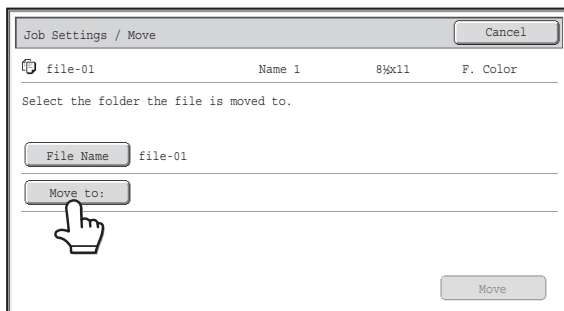 Job Settings / Move Cancel
file-01 Name 1 8½x11 F. Color
Select the folder the file is moved to.
File Name file-01
Move to:
Move